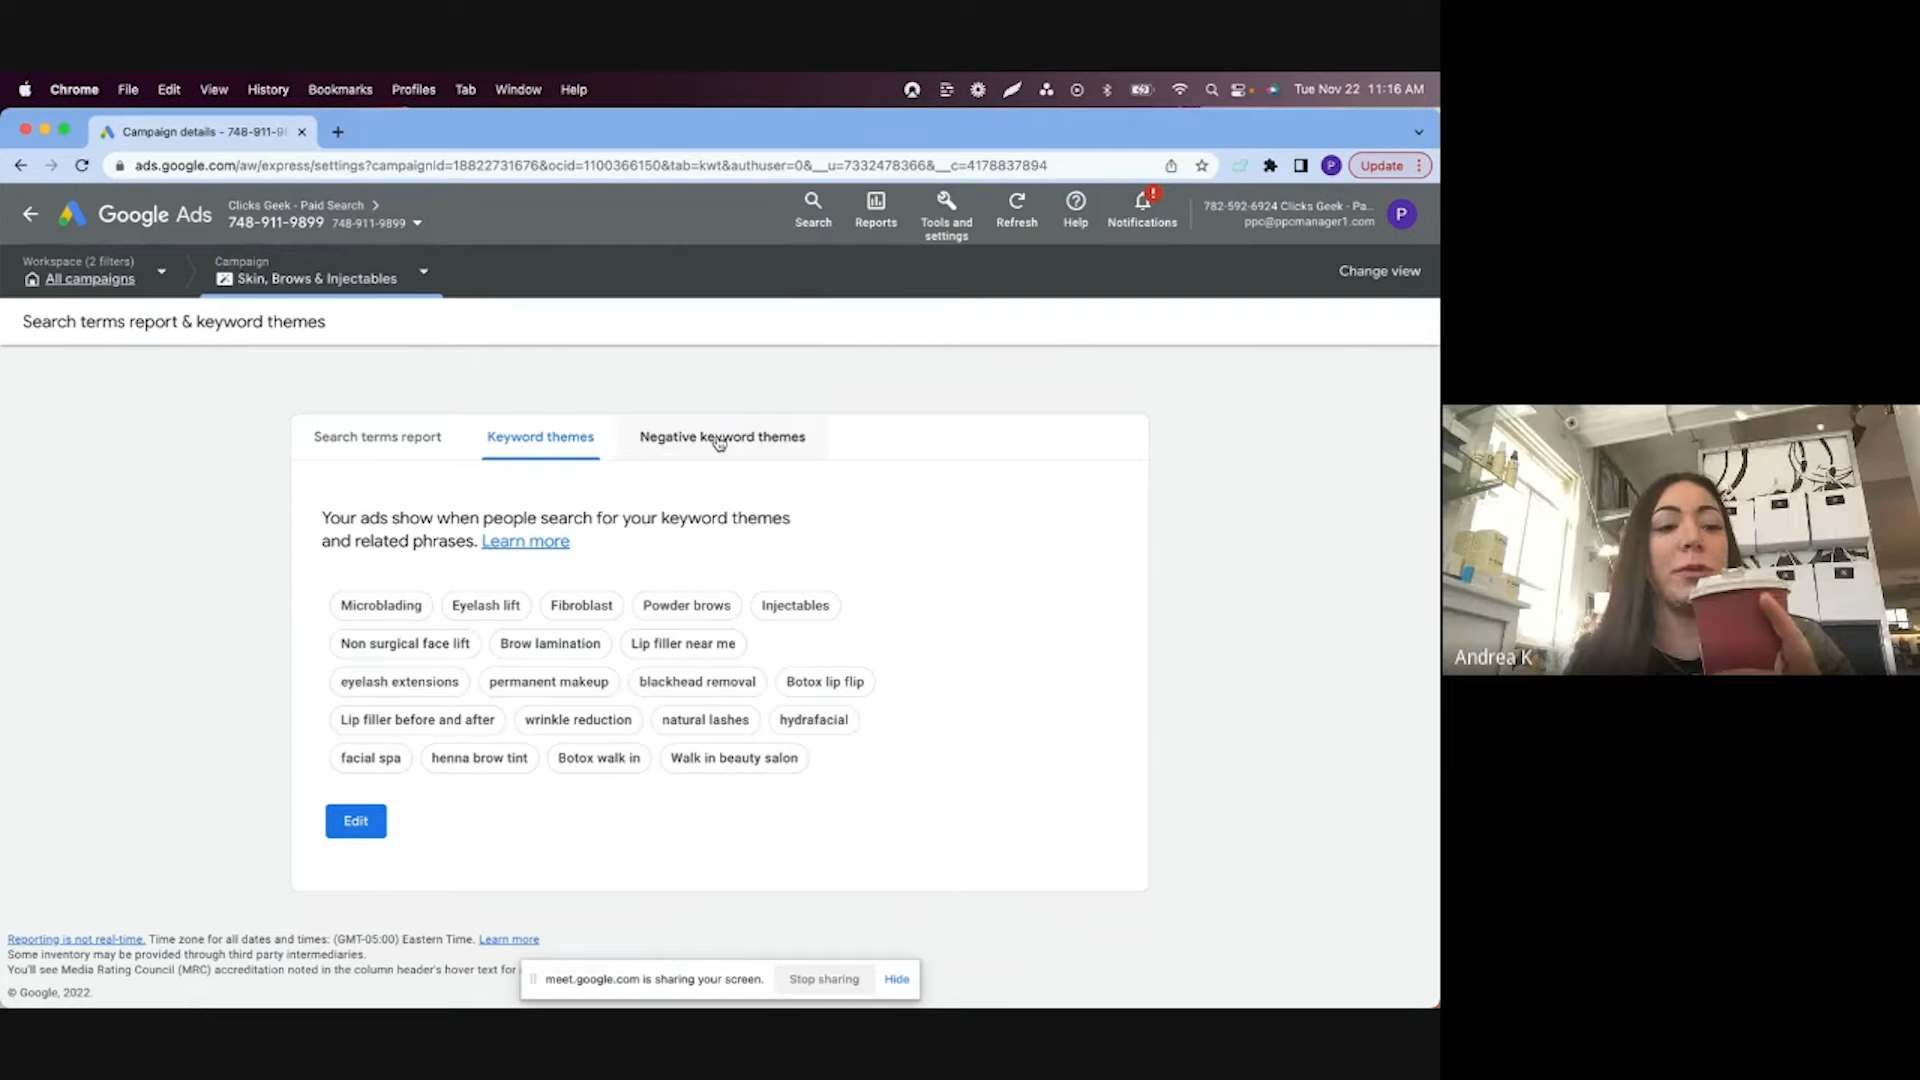 Chrome File Edit View History Bookmarks Profiles Tab Window Help Tue Nov 22 11:16 AM
Campaign details - 748-911-98
ads.google.com/aw/express/settings?campaignId=18822731676&ocid=1100366150&tab=kwt&authuser=0&__u=7332478366&__c=4178837894
P
Update
Google Ads
Clicks Geek - Paid Search
748-911-9899 748-911-9899
Search
Reports
Tools and
settings
Refresh
Help
!
Notifications
782-592-6924 Clicks Geek - Pa...
ppc@ppcmanager1.com
P
Workspace (2 filters)
All campaigns
Campaign
Skin, Brows & Injectables
Change view
Search terms report & keyword themes
Search terms report Keyword themes Negative keyword themes
Your ads show when people search for your keyword themes
and related phrases. Learn more
Microblading Eyelash lift Fibroblast Powder brows Injectables
Non surgical face lift Brow lamination Lip filler near me
eyelash extensions permanent makeup blackhead removal Botox lip flip
Lip filler before and after wrinkle reduction natural lashes hydrafacial
facial spa henna brow tint Botox walk in Walk in beauty salon
Edit
Reporting is not real-time. Time zone for all dates and times: (GMT-05:00) Eastern Time. Learn more
Some inventory may be provided through third party intermediaries.
You'll see Media Rating Council (MRC) accreditation noted in the column header's hover text for
© Google, 2022.
meet.google.com is sharing your screen. Stop sharing Hide
Andrea K